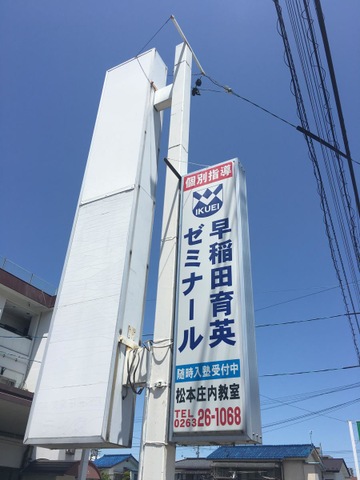 個別指導
IKUEI
早稲田育英
ゼミナール
随時入塾受付中
松本庄内教室
TEL 0263 26-1068